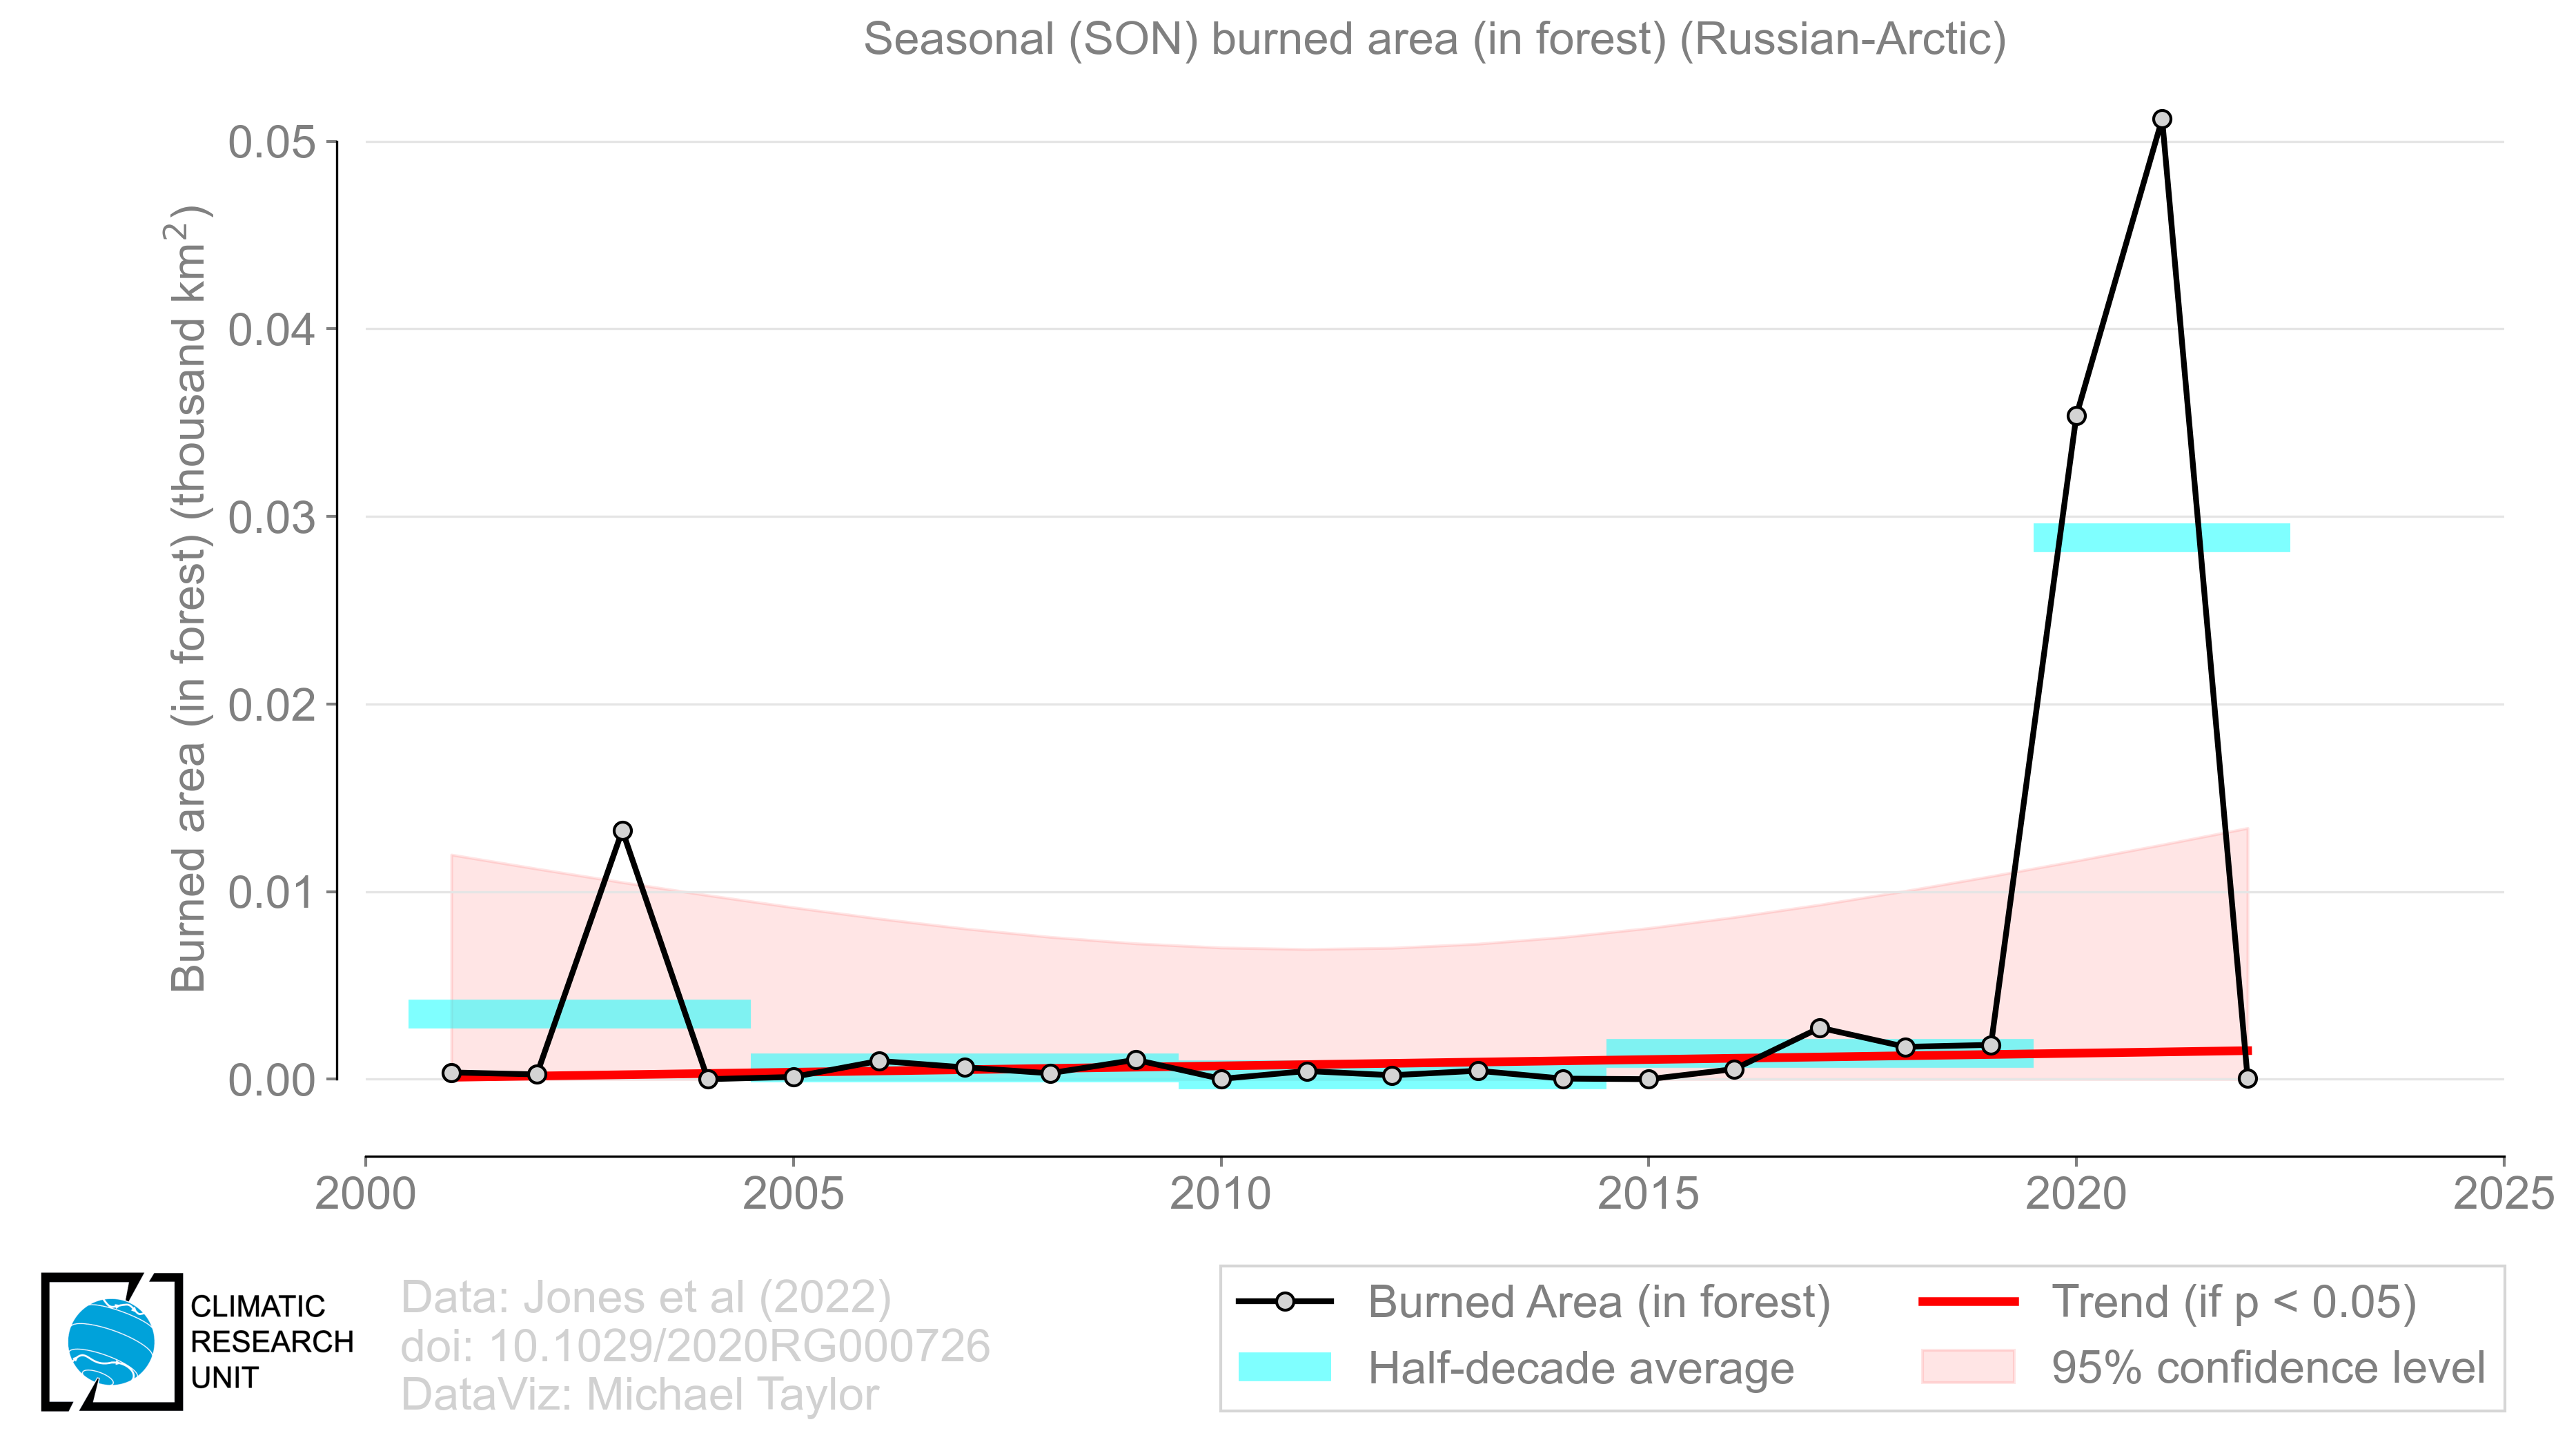 Seasonal (SON) burned area (in forest) (Russian-Arctic)
Burned area (in forest) (thousand km²)
0.05
0.04
0.03
0.02
0.01
0.00
2000 2005 2010 2015 2020 2025
CLIMATIC
RESEARCH
UNIT
Data: Jones et al (2022)
doi: 10.1029/2020RG000726
DataViz: Michael Taylor
Burned Area (in forest)
Half-decade average
Trend (if p < 0.05)
95% confidence level